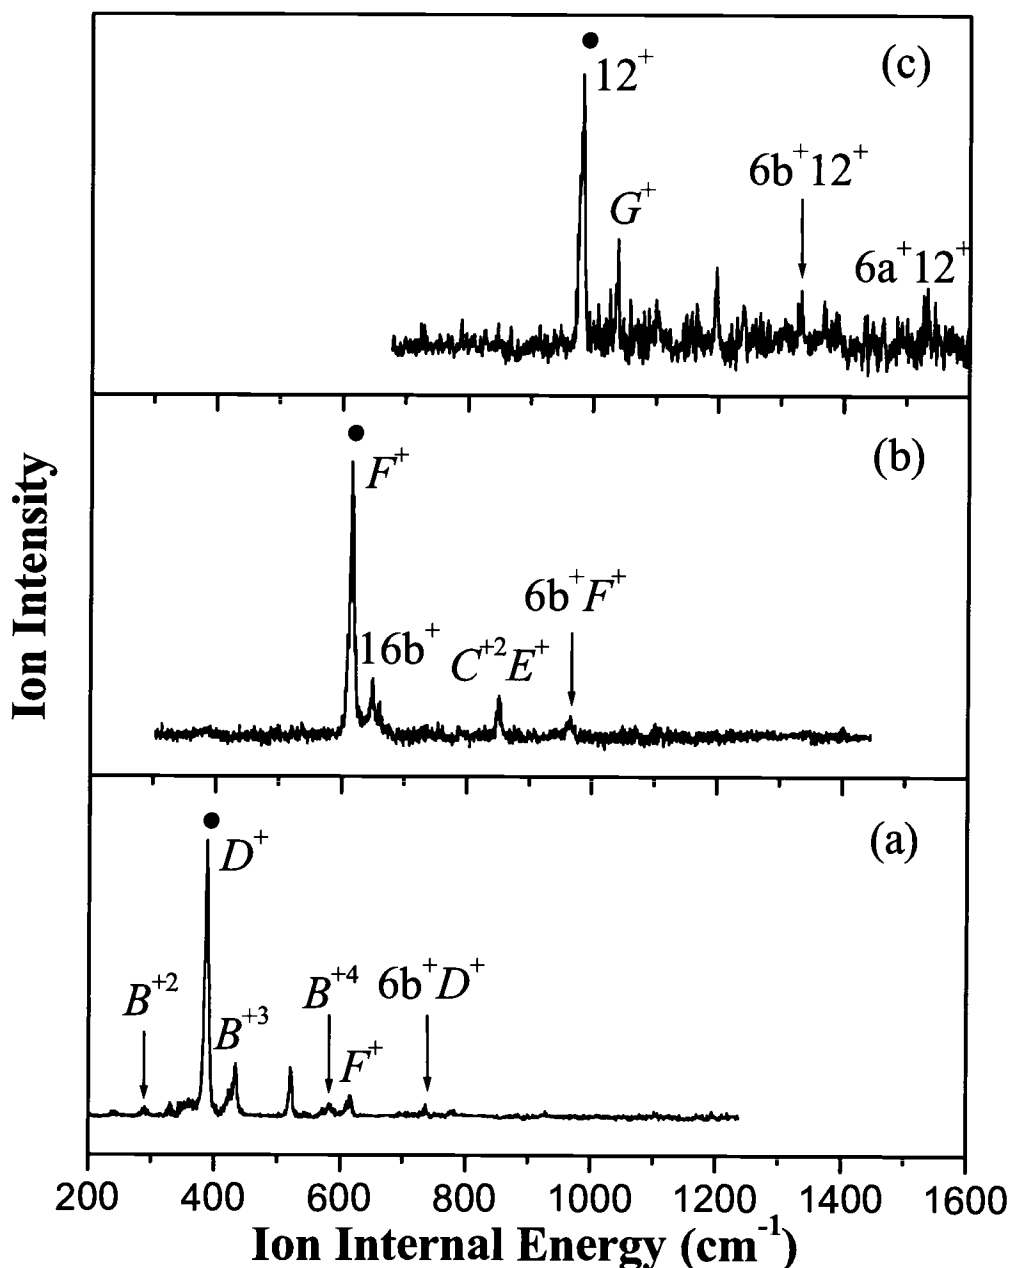 (c)
12⁺
6b⁺12⁺
G⁺
6a⁺12⁺
(b)
F⁺
6b⁺F⁺
16b⁺
C⁺²E⁺
(a)
D⁺
B⁺²
B⁺⁴
6b⁺D⁺
B⁺³
F⁺
Ion Intensity
200 400 600 800 1000 1200 1400 1600
Ion Internal Energy (cm⁻¹)